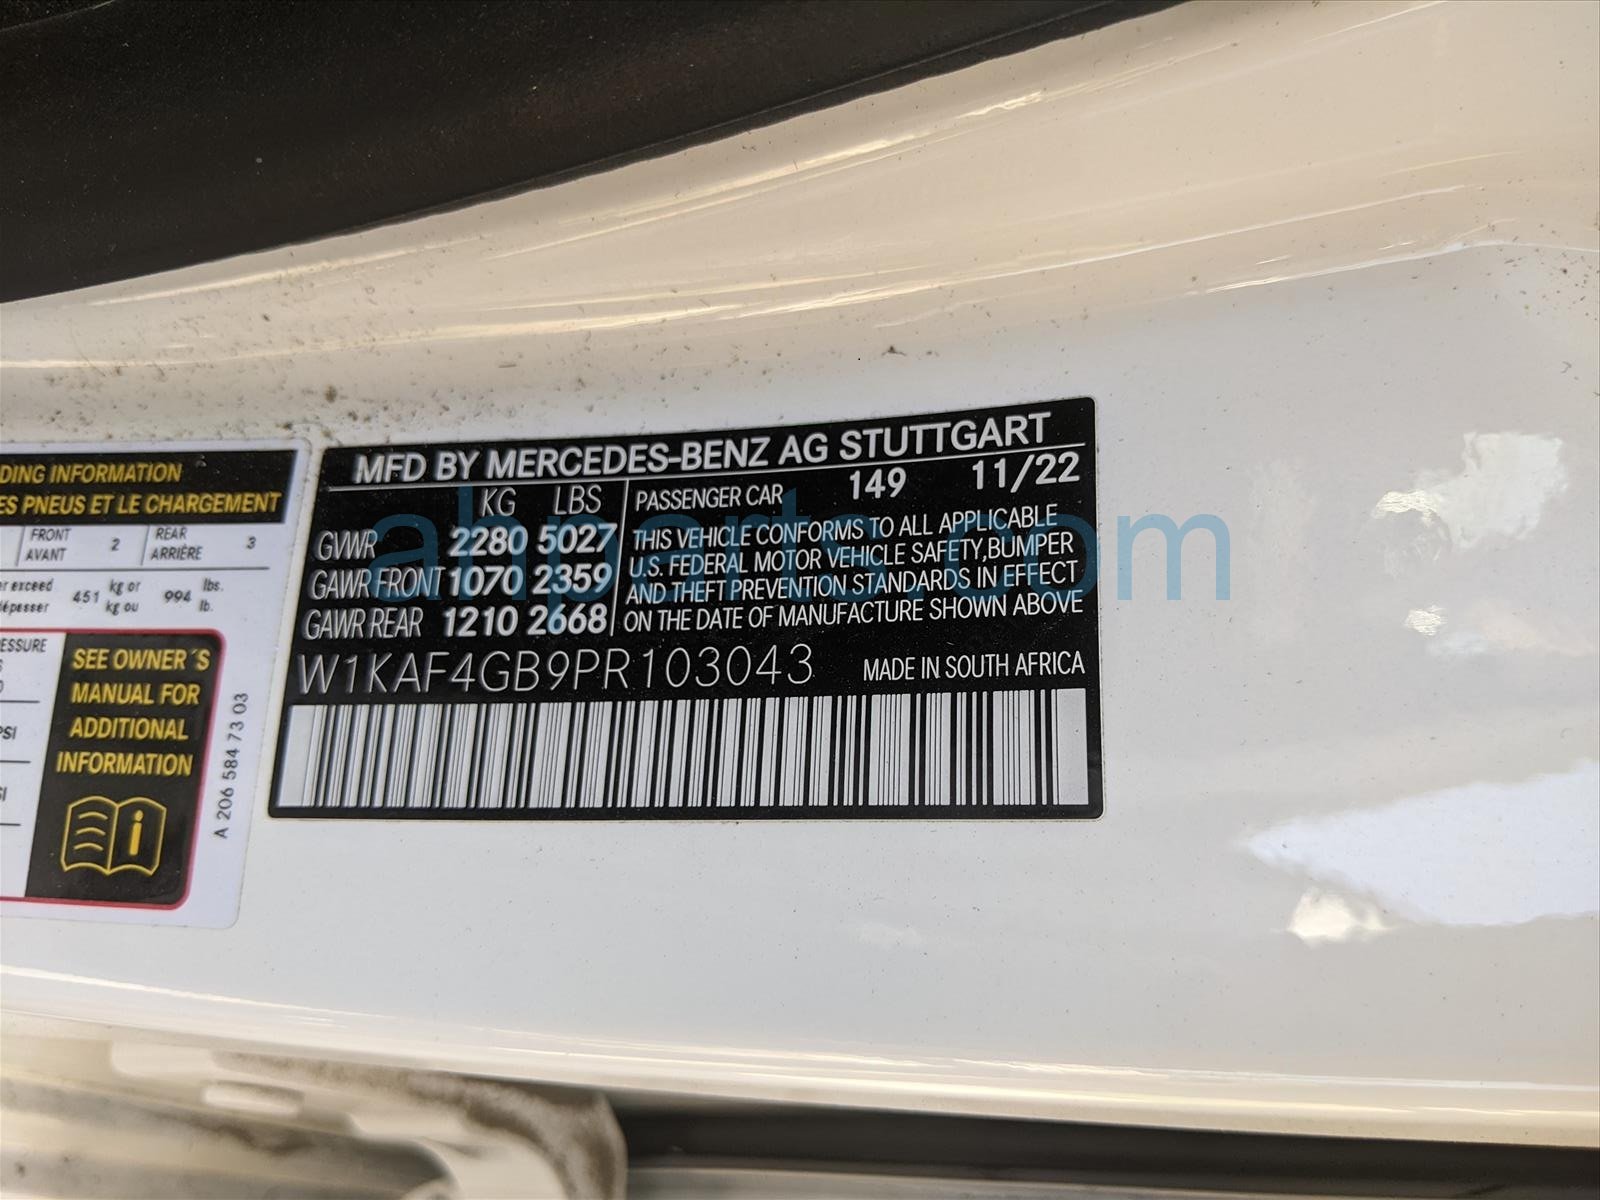 DING INFORMATION
ES PNEUS ET LE CHARGEMENT
FRONT
AVANT
2
REAR
ARRIÈRE
3
exceed
451
kg or
kg ou
994
lbs.
lb.
SEE OWNER´S
MANUAL FOR
ADDITIONAL
INFORMATION
A 206 584 73 03
MFD BY MERCEDES-BENZ AG STUTTGART
KG LBS
GVWR 2280 5027
GAWR FRONT 1070 2359
GAWR REAR 1210 2668
PASSENGER CAR 149 11/22
THIS VEHICLE CONFORMS TO ALL APPLICABLE
U.S. FEDERAL MOTOR VEHICLE SAFETY,BUMPER
AND THEFT PREVENTION STANDARDS IN EFFECT
ON THE DATE OF MANUFACTURE SHOWN ABOVE
W1KAF4GB9PR103043 MADE IN SOUTH AFRICA
ahparts.com